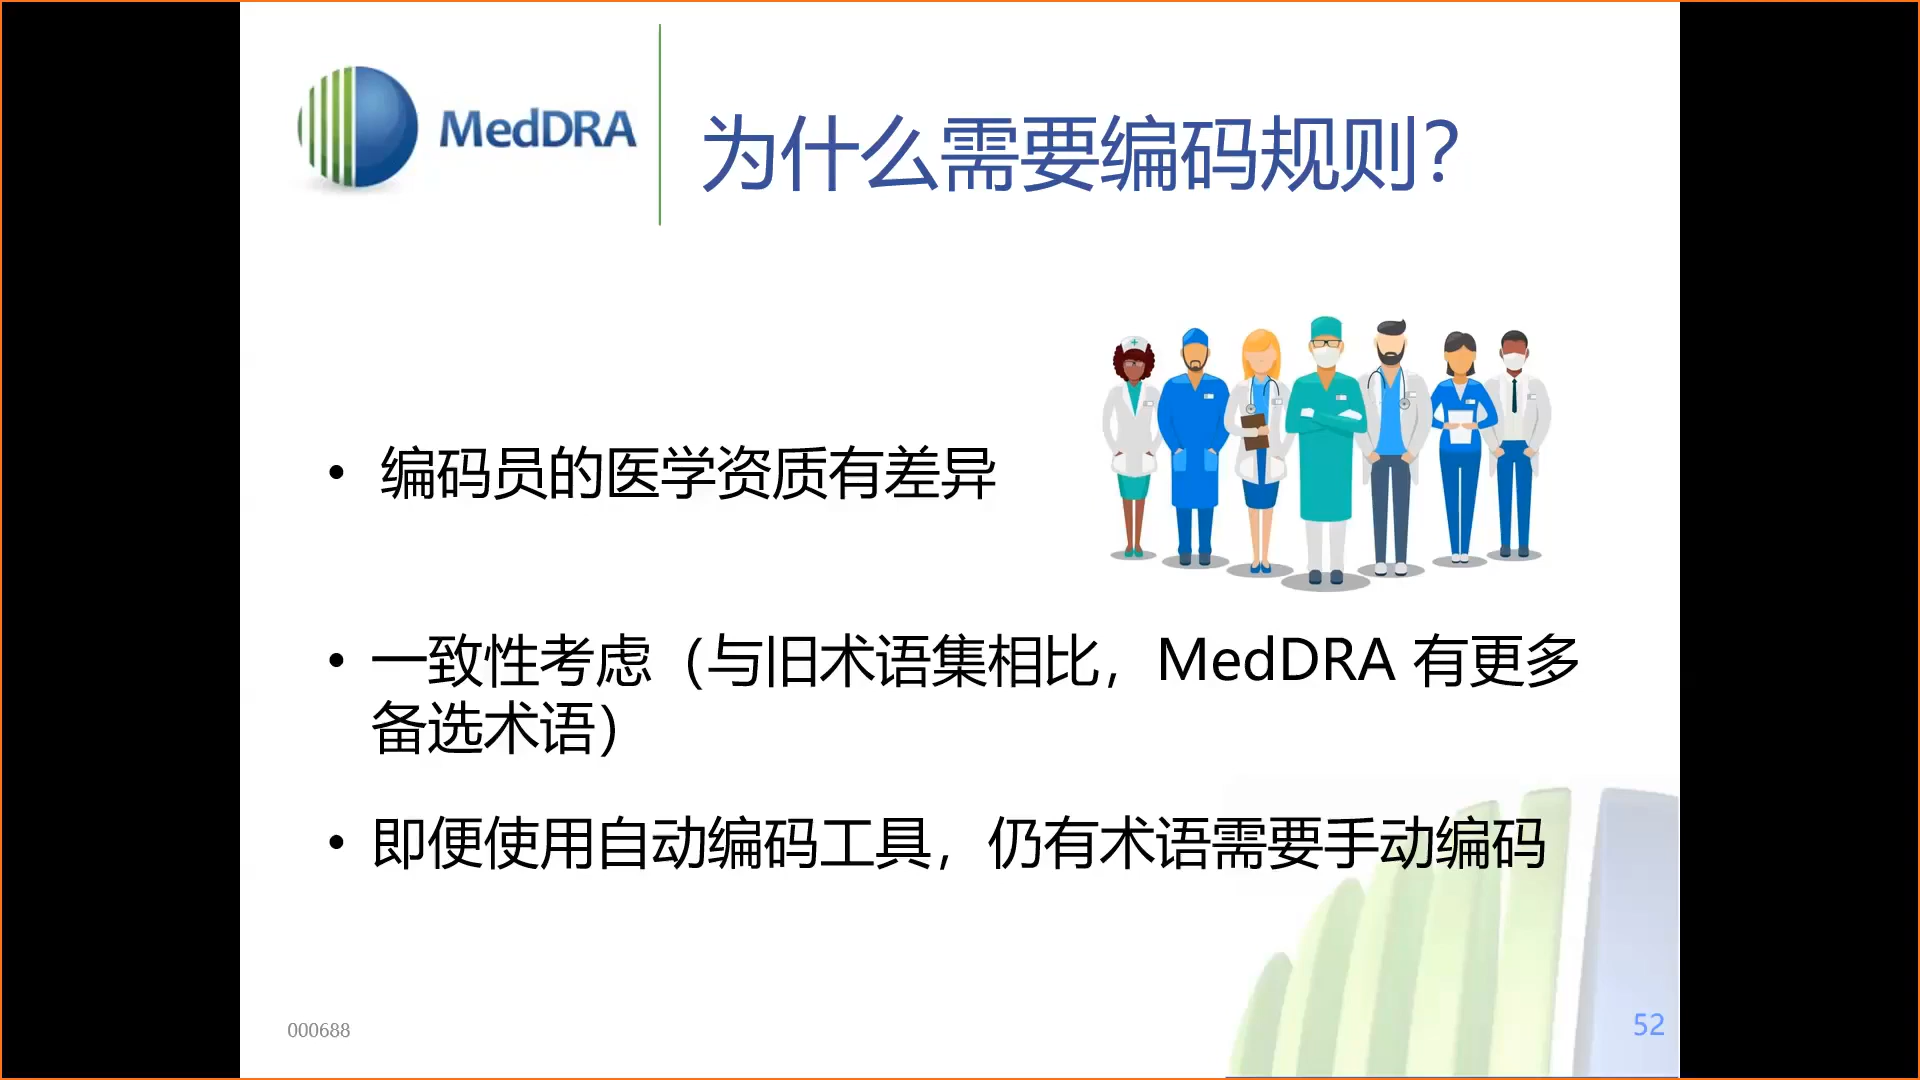 MedDRA
为什么需要编码规则？
• 编码员的医学资质有差异
• 一致性考虑（与旧术语集相比，MedDRA 有更多
备选术语）
• 即便使用自动编码工具，仍有术语需要手动编码
000688
52